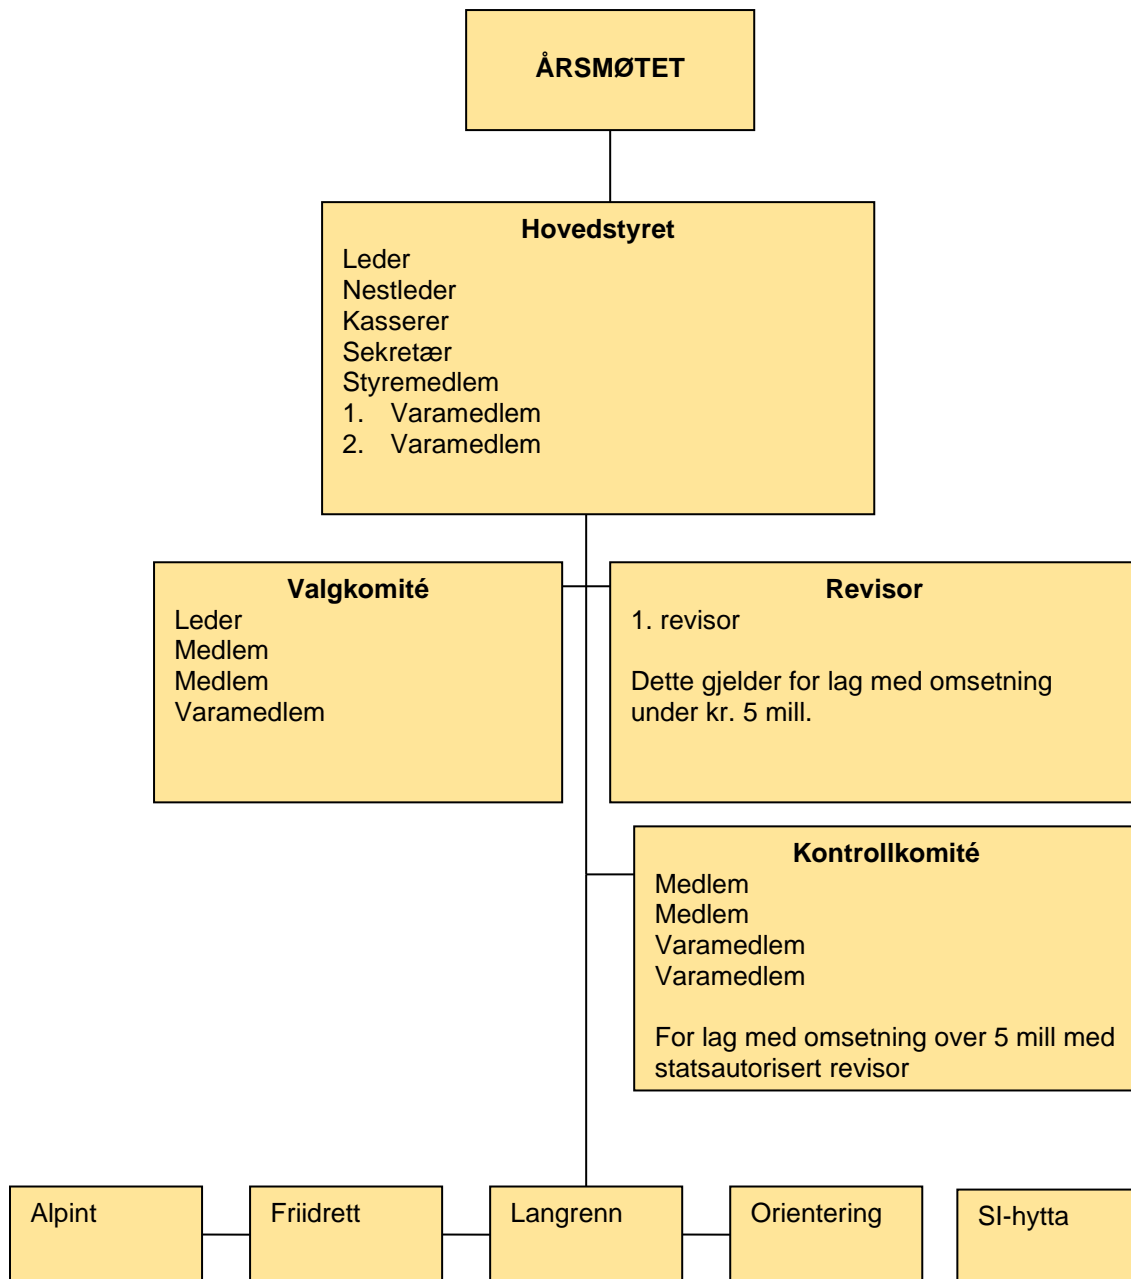 ÅRSMØTET
Hovedstyret
Leder
Nestleder
Kasserer
Sekretær
Styremedlem
1. Varamedlem
2. Varamedlem
Valgkomité
Leder
Medlem
Medlem
Varamedlem
Revisor
1. revisor
Dette gjelder for lag med omsetning
under kr. 5 mill.
Kontrollkomité
Medlem
Medlem
Varamedlem
Varamedlem
For lag med omsetning over 5 mill med
statsautorisert revisor
Alpint
Friidrett
Langrenn
Orientering
SI-hytta